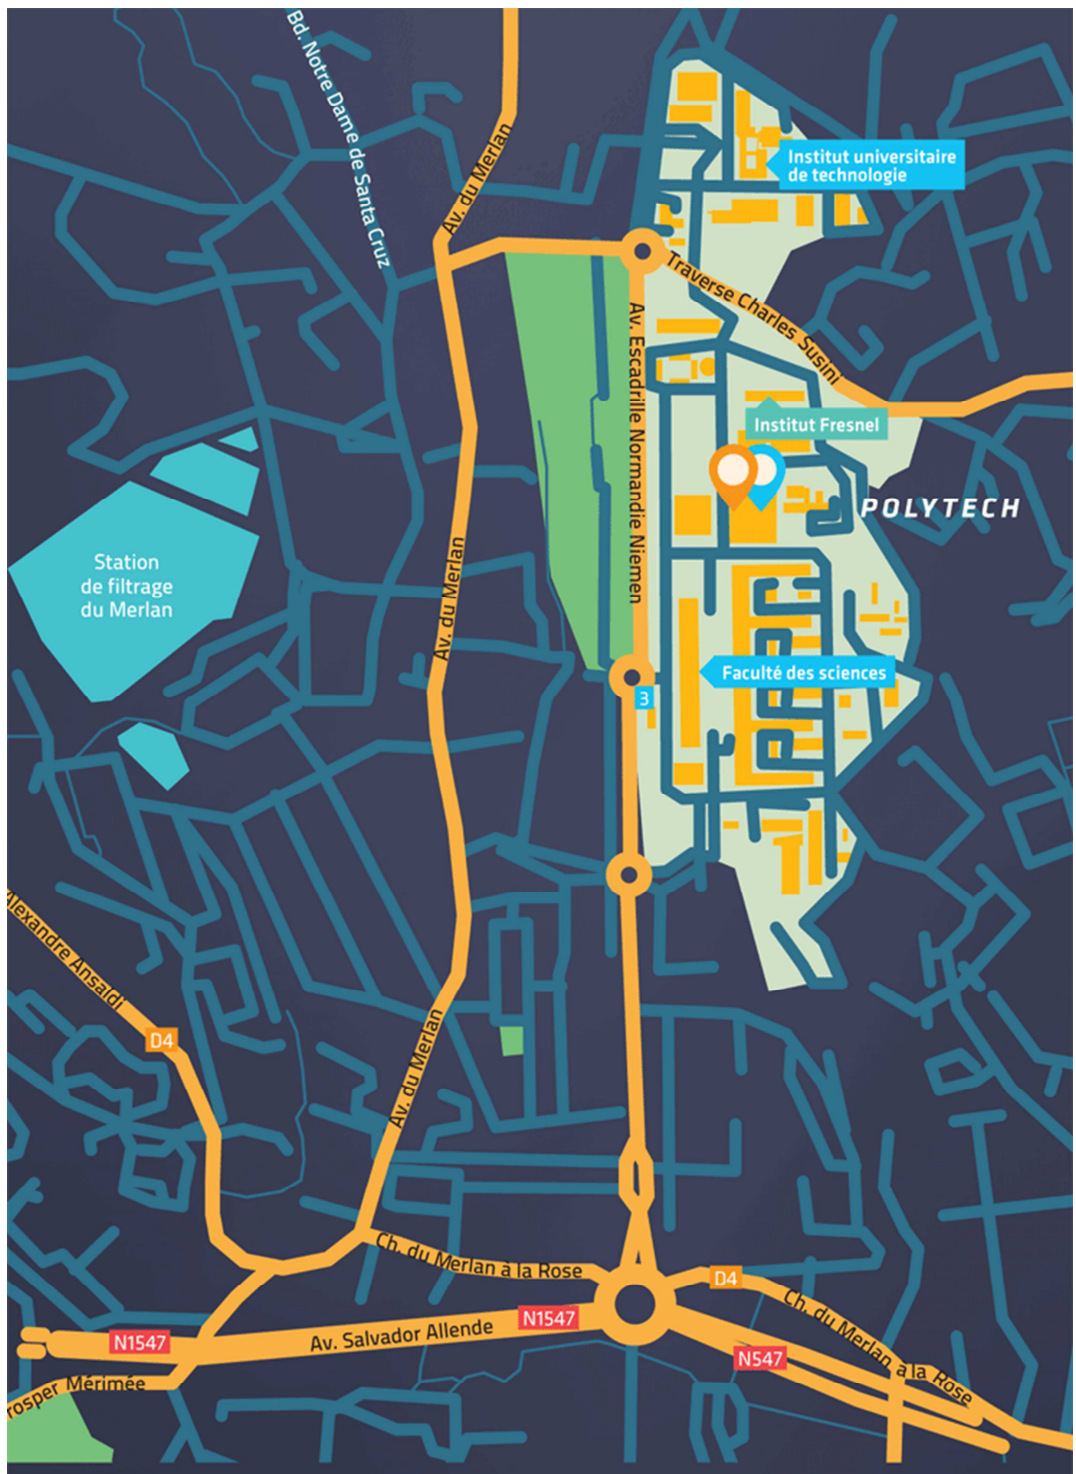 Bd. Notre Dame de Santa Cruz
Av. du Merlan
Institut universitaire
de technologie
Traverse Charles Susini
Av. Escadrille Normandie Niemen
Institut Fresnel
POLYTECH
Station
de filtrage
du Merlan
Av. du Merlan
Faculté des sciences
3
Alexandre Ansaldi
D4
Av. du Merlan
Ch. du Merlan à la Rose
D4
Ch. du Merlan à la Rose
N1547
Av. Salvador Allende
N1547
N547
rosper Mérimée